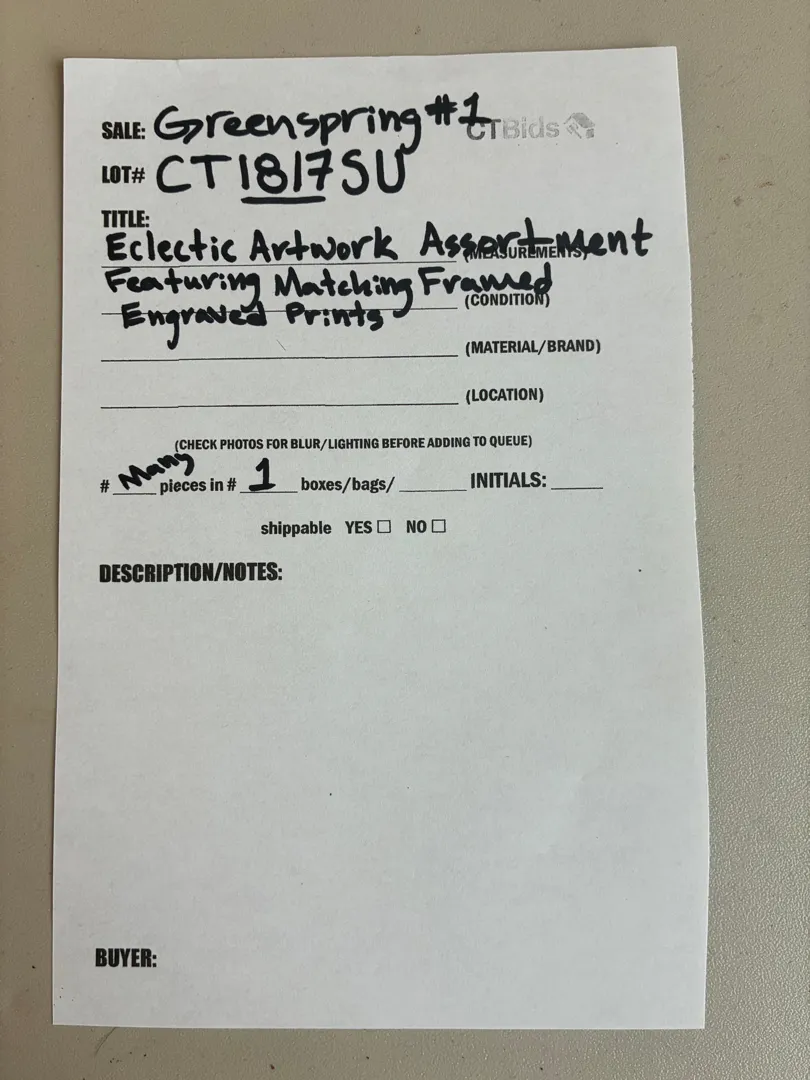 SALE: Greenspring #1 CTBids
LOT# CT1817SU
TITLE:
Eclectic Artwork Assortment (MEASUREMENTS)
Featuring Matching Framed
(CONDITION)
Engraved Prints
(MATERIAL/BRAND)
(LOCATION)
(CHECK PHOTOS FOR BLUR/LIGHTING BEFORE ADDING TO QUEUE)
# Many pieces in # 1 boxes/bags/ INITIALS:
shippable YES ☐ NO ☐
DESCRIPTION/NOTES:
BUYER: